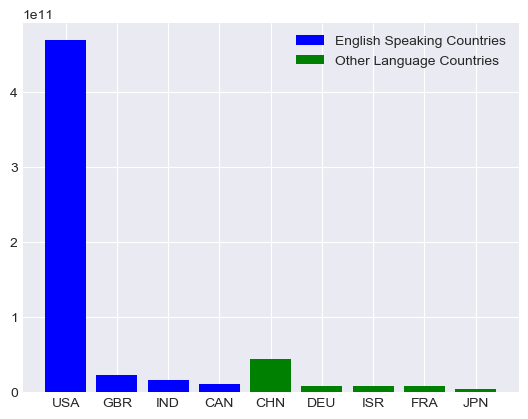 1e11
English Speaking Countries
Other Language Countries
4
3
2
1
0
USA GBR IND CAN CHN DEU ISR FRA JPN